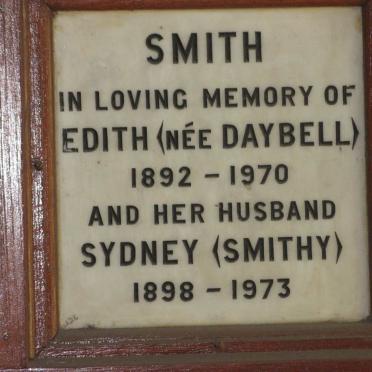 SMITH
IN LOVING MEMORY OF
EDITH (NÉE DAYBELL)
1892 – 1970
AND HER HUSBAND
SYDNEY (SMITHY)
1898 – 1973